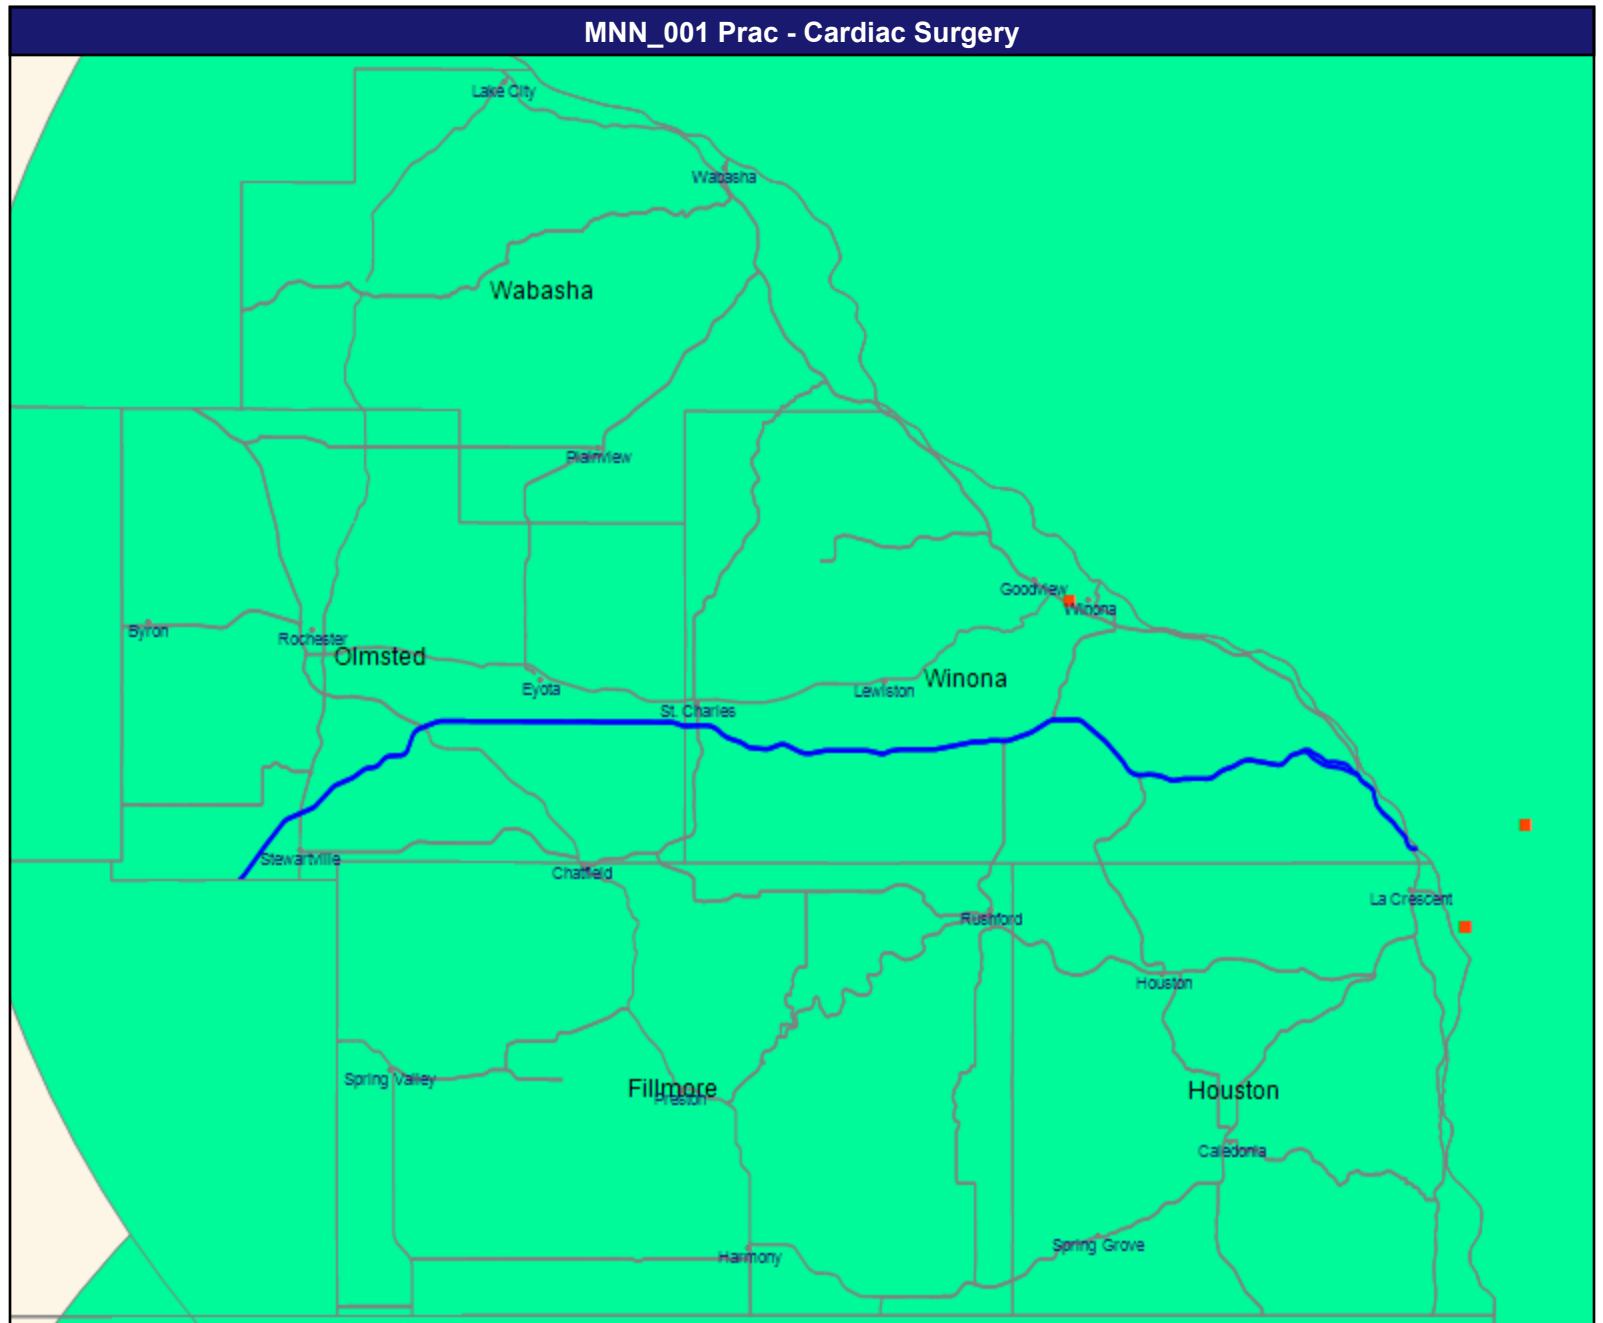 MNN_001 Prac - Cardiac Surgery
Lake City
Wabasha
Wabasha
Plainview
Goodview
Winona
Byron
Rochester
Olmsted
Eyota
Lewiston
Winona
St. Charles
Stewartville
Chatfield
La Crescent
Rushford
Houston
Spring Valley
Fillmore
Preston
Houston
Caledonia
Harmony
Spring Grove